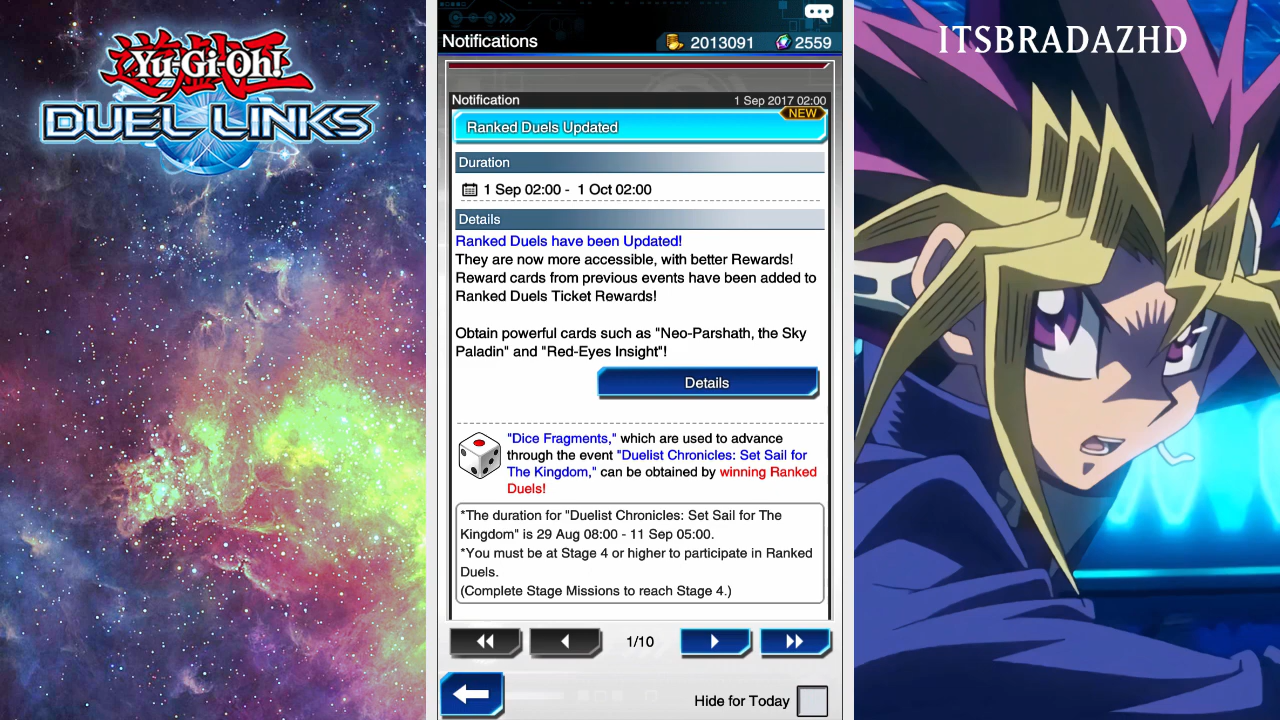 遊☆戯☆王
Yu-Gi-Oh!
DUEL LINKS
ITSBRADAZHD
Notifications
2013091
2559
Notification
1 Sep 2017 02:00
NEW
Ranked Duels Updated
Duration
1 Sep 02:00 - 1 Oct 02:00
Details
Ranked Duels have been Updated!
They are now more accessible, with better Rewards!
Reward cards from previous events have been added to
Ranked Duels Ticket Rewards!
Obtain powerful cards such as "Neo-Parshath, the Sky
Paladin" and "Red-Eyes Insight"!
Details
"Dice Fragments," which are used to advance
through the event "Duelist Chronicles: Set Sail for
The Kingdom," can be obtained by winning Ranked
Duels!
*The duration for "Duelist Chronicles: Set Sail for The
Kingdom" is 29 Aug 08:00 - 11 Sep 05:00.
*You must be at Stage 4 or higher to participate in Ranked
Duels.
(Complete Stage Missions to reach Stage 4.)
1/10
Hide for Today